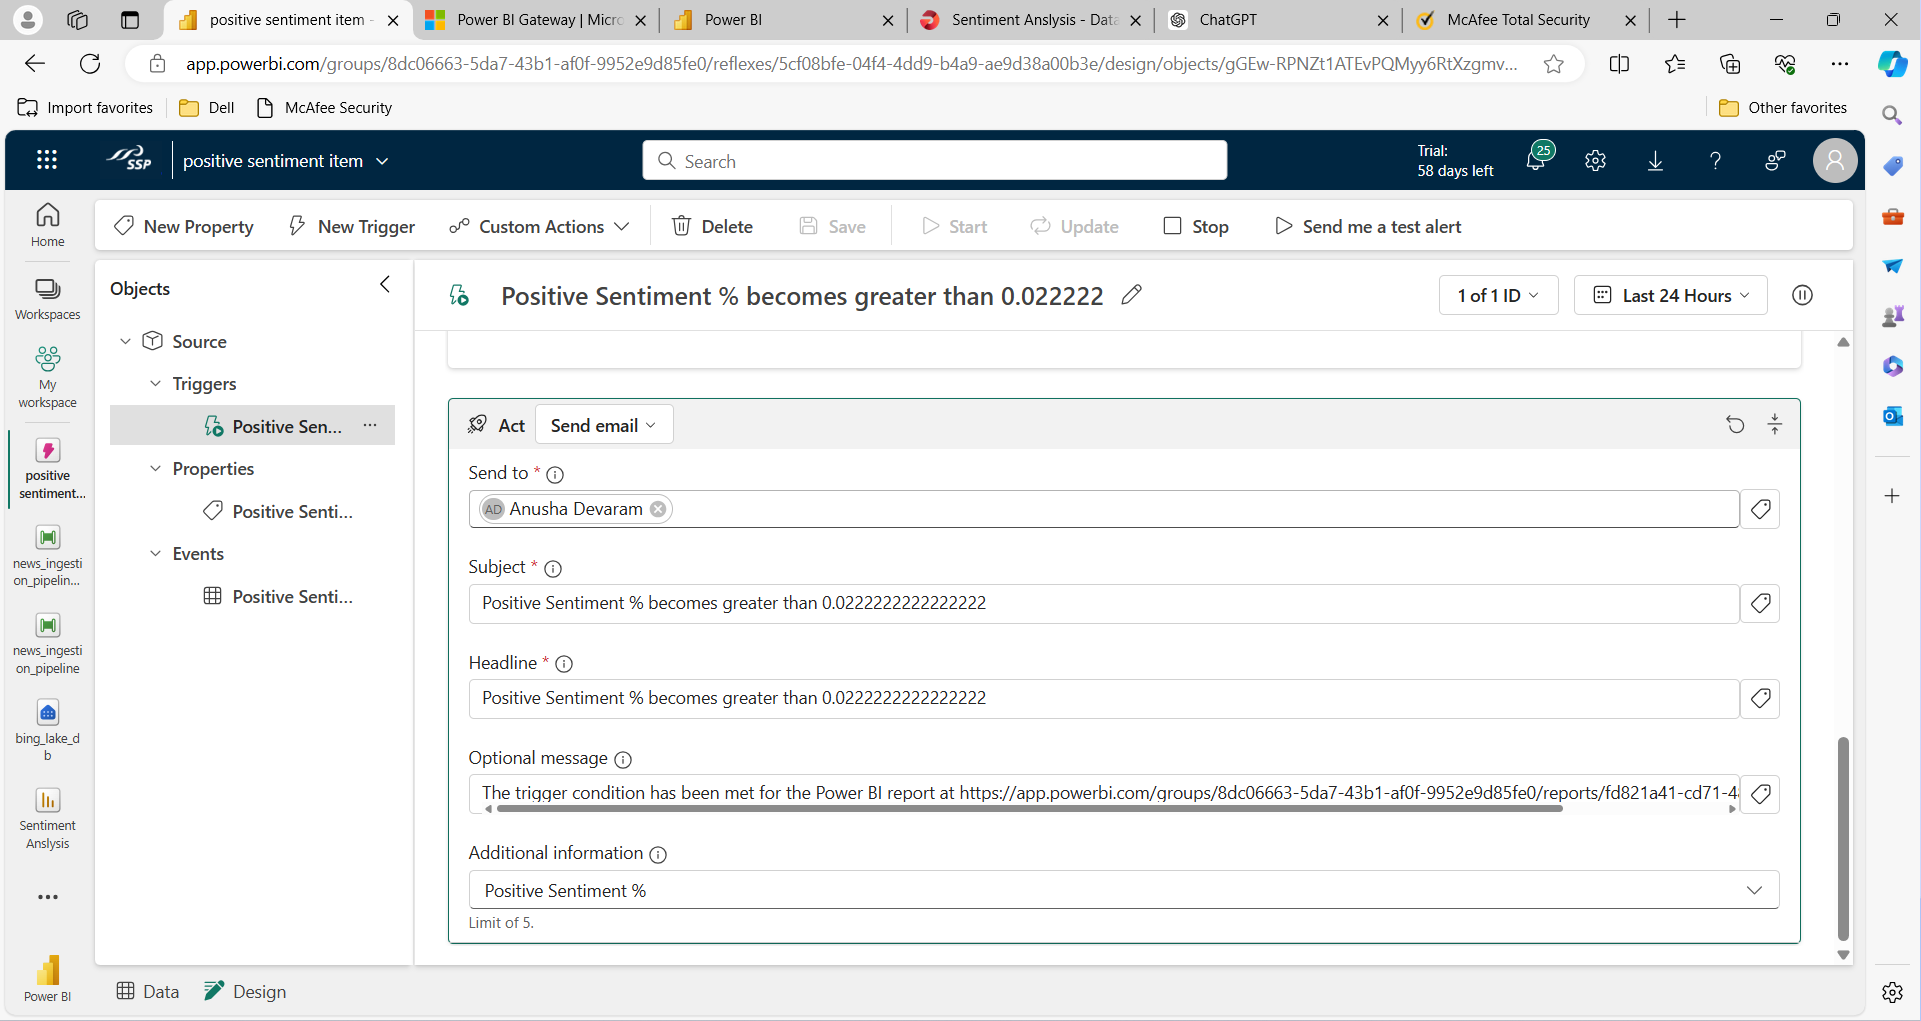 positive sentiment item -
Power BI Gateway | Micro
Power BI
Sentiment Anslysis - Data
ChatGPT
McAfee Total Security
app.powerbi.com/groups/8dc06663-5da7-43b1-af0f-9952e9d85fe0/reflexes/5cf08bfe-04f4-4dd9-b4a9-ae9d38a00b3e/design/objects/gGEw-RPNZt1ATEvPQMyy6RtXzgmv...
Import favorites
Dell
McAfee Security
Other favorites
SSP
positive sentiment item
Search
Trial:
58 days left
25
Home
Workspaces
My
workspace
positive
sentiment...
news_ingesti
on_pipelin...
news_ingesti
on_pipeline
bing_lake_d
b
Sentiment
Anslysis
Power BI
New Property
New Trigger
Custom Actions
Delete
Save
Start
Update
Stop
Send me a test alert
Objects
Source
Triggers
Positive Sen...
Properties
Positive Senti...
Events
Positive Senti...
Positive Sentiment % becomes greater than 0.022222
1 of 1 ID
Last 24 Hours
Act
Send email
Send to *
AD Anusha Devaram
Subject *
Positive Sentiment % becomes greater than 0.0222222222222222
Headline *
Positive Sentiment % becomes greater than 0.0222222222222222
Optional message
The trigger condition has been met for the Power BI report at https://app.powerbi.com/groups/8dc06663-5da7-43b1-af0f-9952e9d85fe0/reports/fd821a41-cd71-4
Additional information
Positive Sentiment %
Limit of 5.
Data
Design